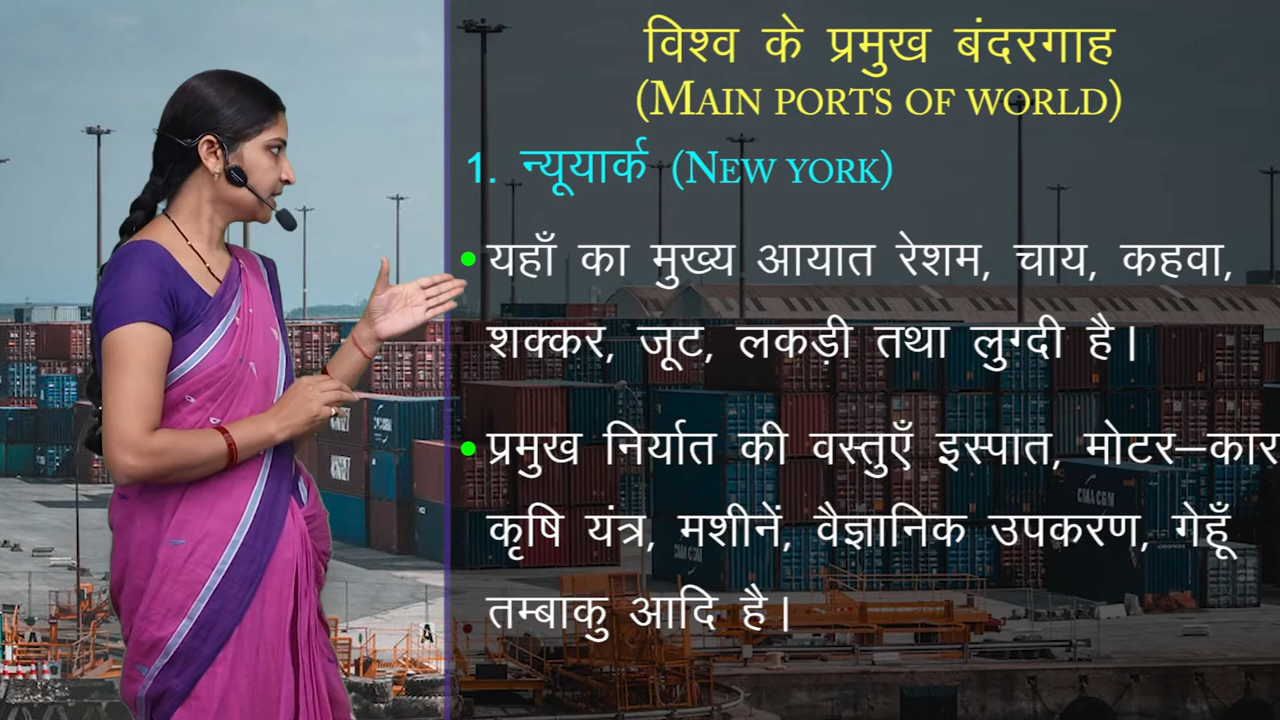 विश्व के प्रमुख बंदरगाह
(MAIN PORTS OF WORLD)
1. न्यूयार्क (NEW YORK)
• यहाँ का मुख्य आयात रेशम, चाय, कहवा,
शक्कर, जूट, लकड़ी तथा लुग्दी है।
• प्रमुख निर्यात की वस्तुएँ इस्पात, मोटर–कार
कृषि यंत्र, मशीनें, वैज्ञानिक उपकरण, गेहूँ
तम्बाकु आदि है।
CMACGM
A